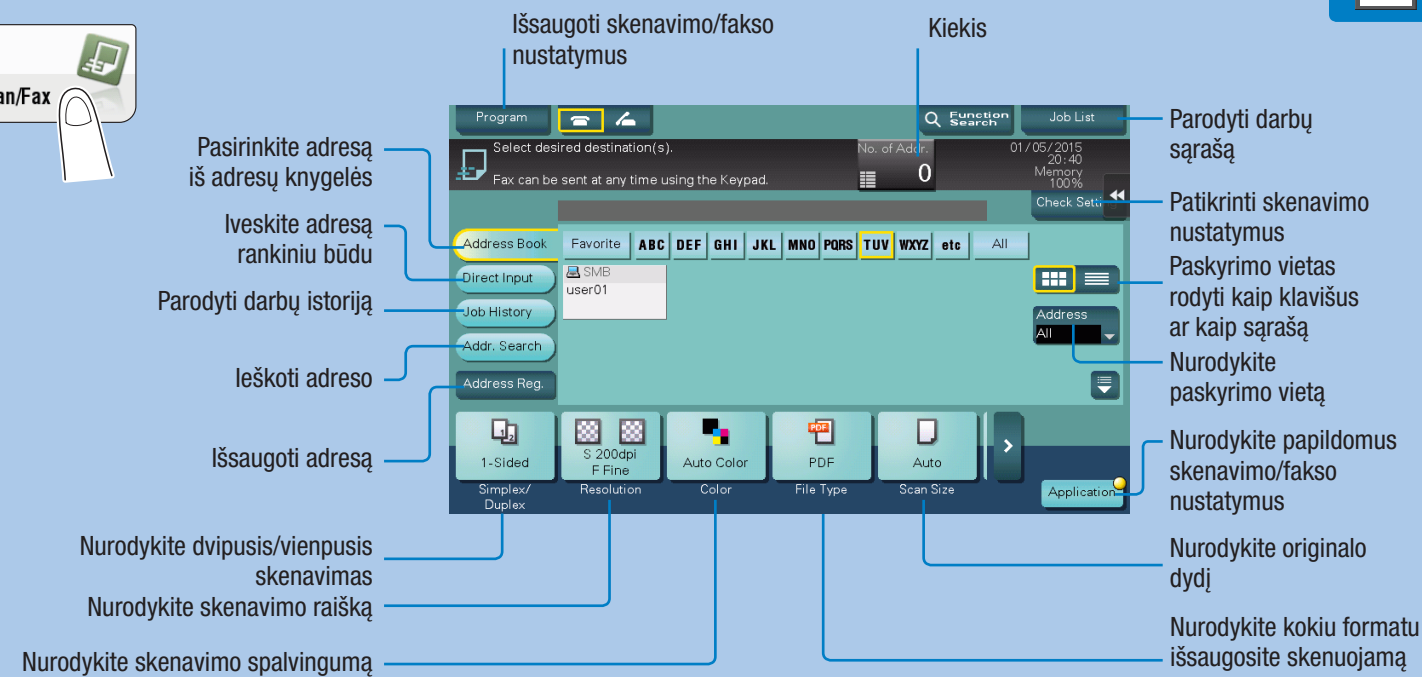 Išsaugoti skenavimo/fakso
nustatymus
Kiekis
an/Fax
Pasirinkite adresą
iš adresų knygelės
Iveskite adresą
rankiniu būdu
Parodyti darbų istoriją
Ieškoti adreso
Išsaugoti adresą
Nurodykite dvipusis/vienpusis
skenavimas
Nurodykite skenavimo raišką
Nurodykite skenavimo spalvingumą
Program
Function
Search
Job List
Select desired destination(s).
Fax can be sent at any time using the Keypad.
No. of Addr.
0
01/05/2015
20:40
Memory
100%
Check Setti
Address Book
Favorite ABC DEF GHI JKL MNO PQRS TUV WXYZ etc All
Direct Input
SMB
user01
Job History
Addr. Search
Address Reg.
Address
All
1 2
1-Sided
S 200dpi
F Fine
Auto Color
PDF
PDF
Auto
Simplex/
Duplex
Resolution
Color
File Type
Scan Size
Application
Parodyti darbų
sąrašą
Patikrinti skenavimo
nustatymus
Paskyrimo vietas
rodyti kaip klavišus
ar kaip sąrašą
Nurodykite
paskyrimo vietą
Nurodykite papildomus
skenavimo/fakso
nustatymus
Nurodykite originalo
dydį
Nurodykite kokiu formatu
išsaugosite skenuojamą